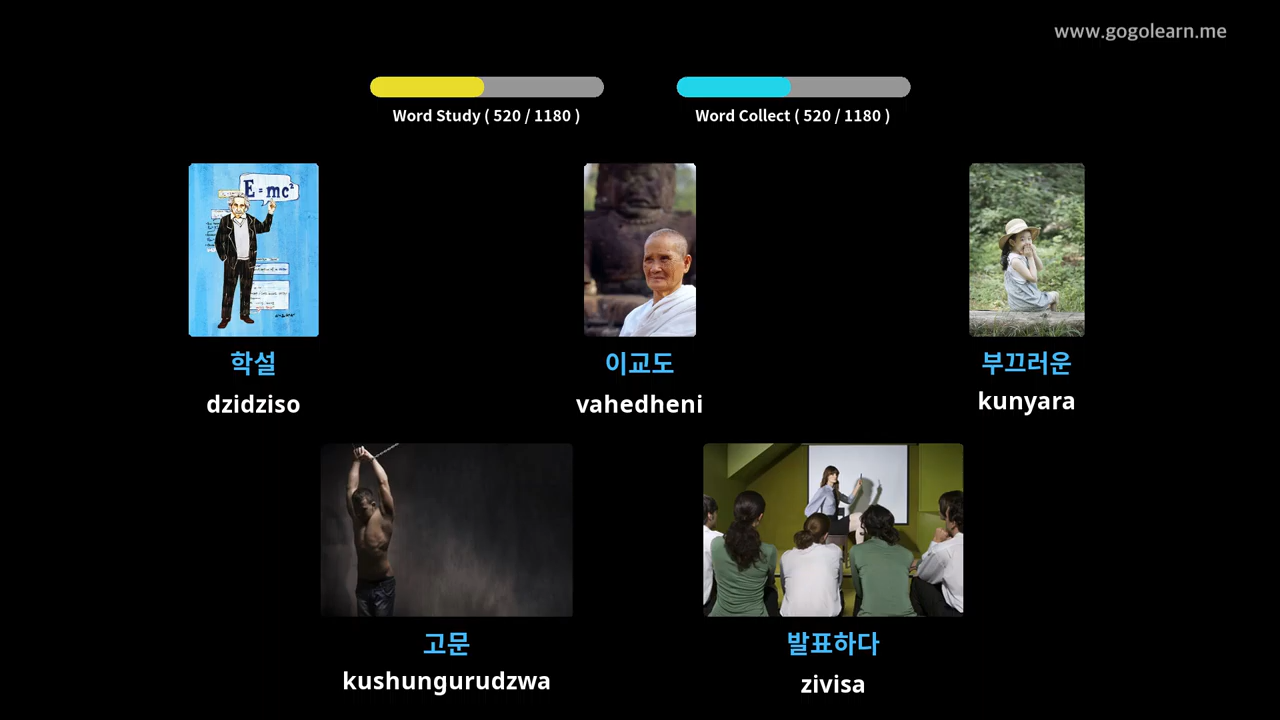 www.gogolearn.me
Word Study ( 520 / 1180 )
Word Collect ( 520 / 1180 )
E = mc²
학설
dzidziso
이교도
vahedheni
부끄러운
kunyara
고문
kushungurudzwa
발표하다
zivisa